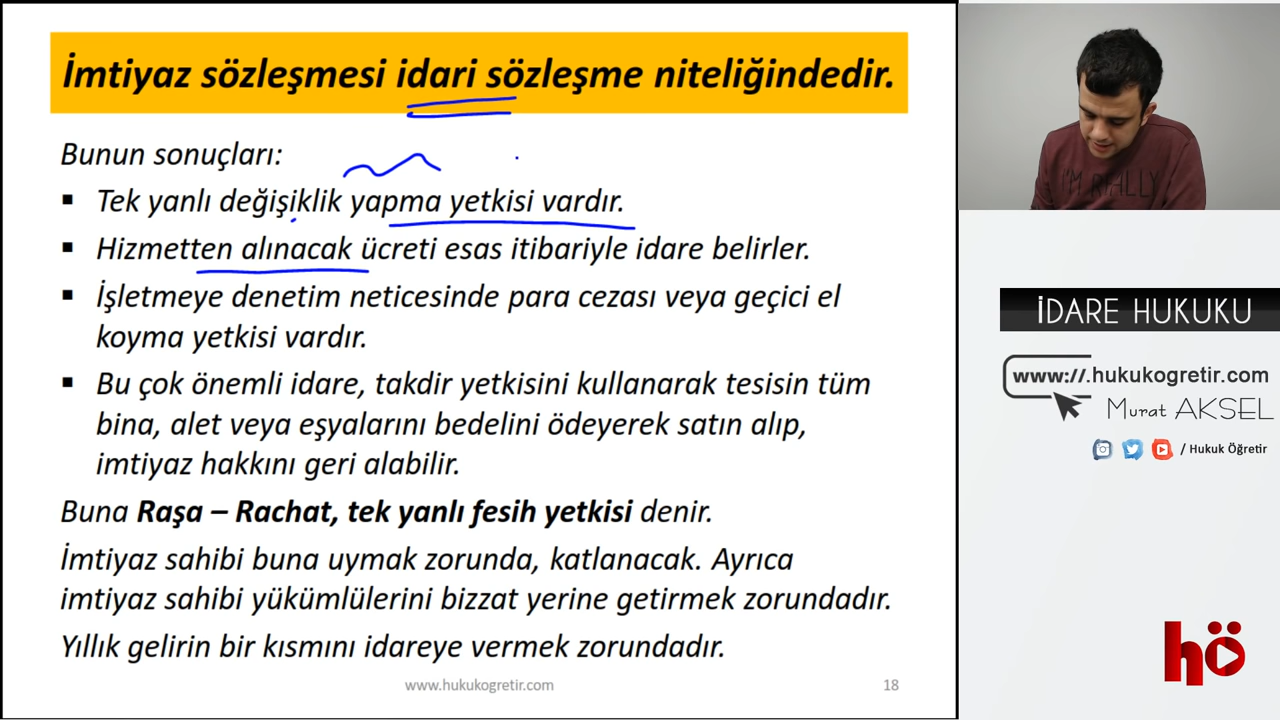 İmtiyaz sözleşmesi idari sözleşme niteliğindedir.
Bunun sonuçları:
▪ Tek yanlı değişiklik yapma yetkisi vardır.
▪ Hizmetten alınacak ücreti esas itibariyle idare belirler.
▪ İşletmeye denetim neticesinde para cezası veya geçici el
koyma yetkisi vardır.
▪ Bu çok önemli idare, takdir yetkisini kullanarak tesisin tüm
bina, alet veya eşyalarını bedelini ödeyerek satın alıp,
imtiyaz hakkını geri alabilir.
Buna Raşa – Rachat, tek yanlı fesih yetkisi denir.
İmtiyaz sahibi buna uymak zorunda, katlanacak. Ayrıca
imtiyaz sahibi yükümlülerini bizzat yerine getirmek zorundadır.
Yıllık gelirin bir kısmını idareye vermek zorundadır.
www.hukukogretir.com
18
I'M REALLY
İDARE HUKUKU
www://.hukukogretir.com
Murat AKSEL
/ Hukuk Öğretir
hö